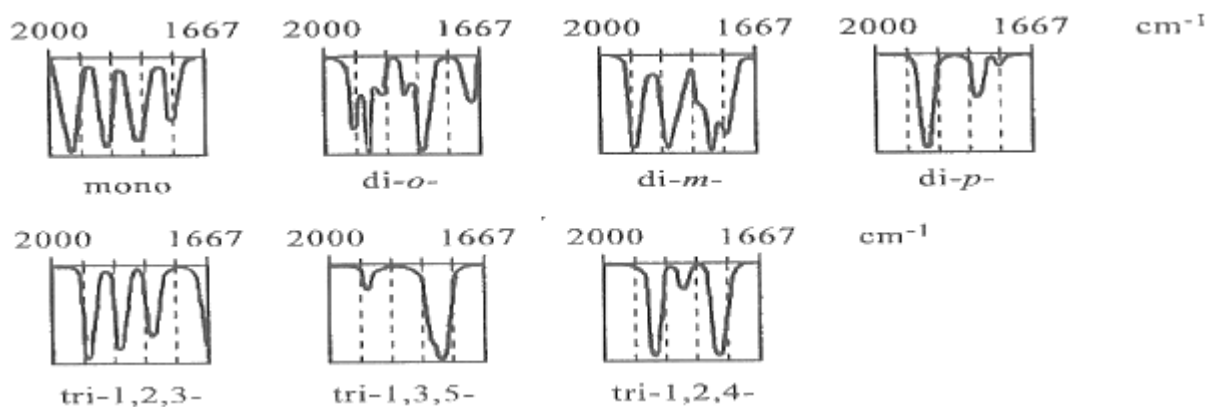 2000 1667 2000 1667 2000 1667 2000 1667 cm-1
mono di-o- di-m- di-p-
2000 1667 2000 1667 2000 1667 cm-1
tri-1,2,3- tri-1,3,5- tri-1,2,4-